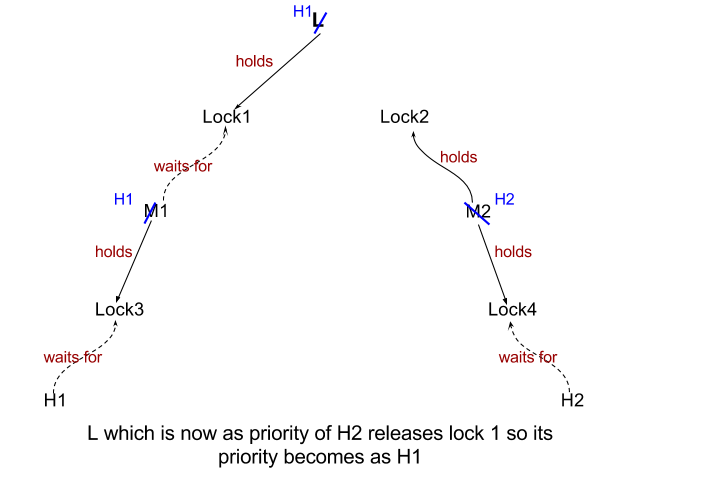 H1
L
holds
Lock1
Lock2
waits for
holds
H1
M1
M2
H2
holds
holds
Lock3
Lock4
waits for
waits for
H1
H2
L which is now as priority of H2 releases lock 1 so its
priority becomes as H1